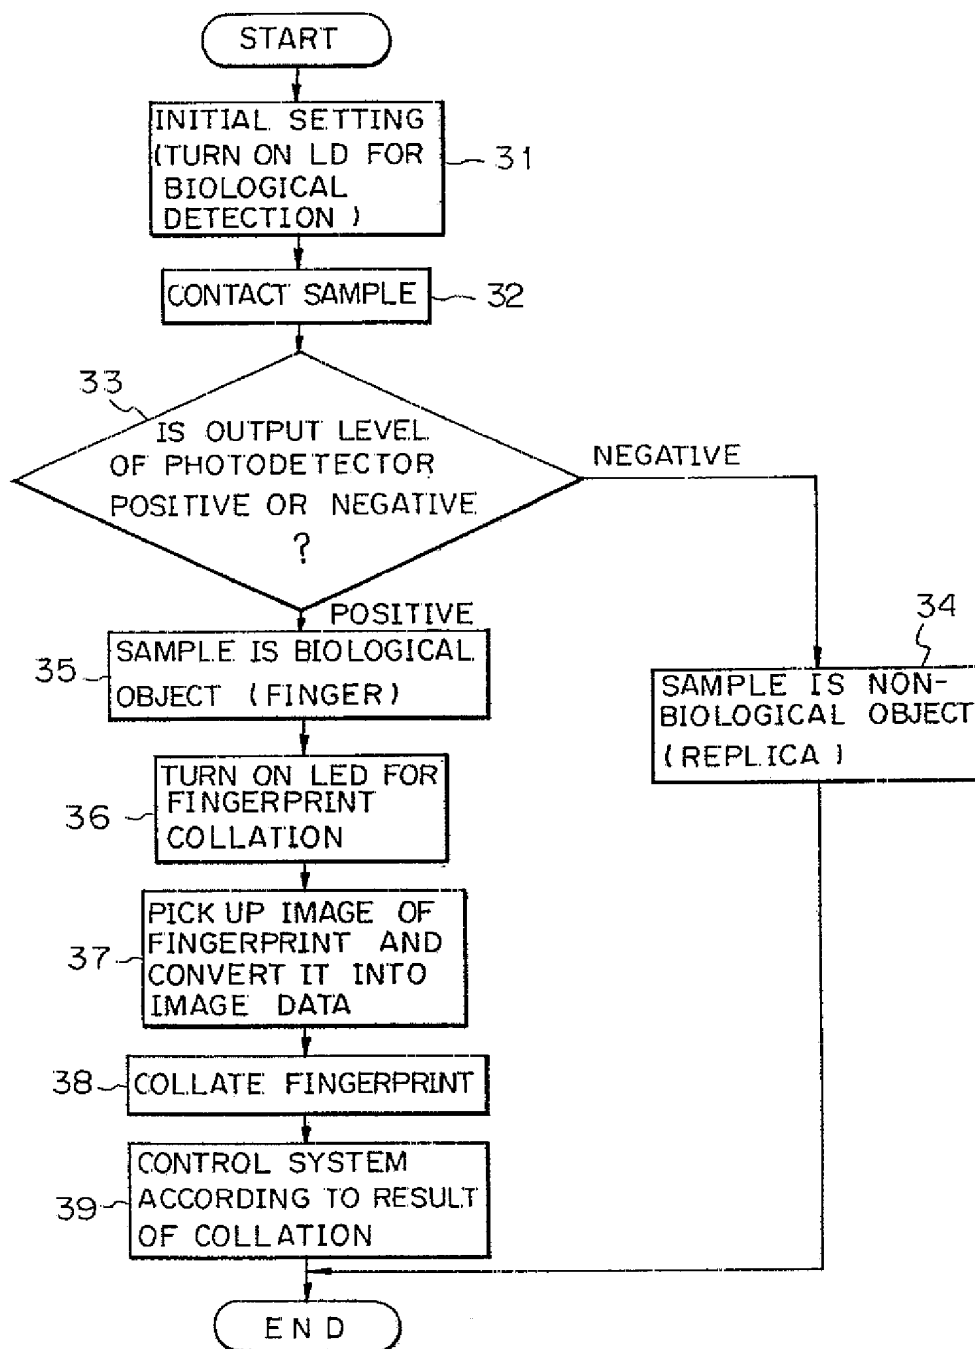 START
INITIAL SETTING
(TURN ON LD FOR
BIOLOGICAL
DETECTION)
31
CONTACT SAMPLE
32
33
IS OUTPUT LEVEL
OF PHOTODETECTOR
POSITIVE OR NEGATIVE
?
NEGATIVE
POSITIVE
34
SAMPLE IS NON-
BIOLOGICAL OBJECT
(REPLICA)
35
SAMPLE IS BIOLOGICAL
OBJECT (FINGER)
36
TURN ON LED FOR
FINGERPRINT
COLLATION
37
PICK UP IMAGE OF
FINGERPRINT AND
CONVERT IT INTO
IMAGE DATA
38
COLLATE FINGERPRINT
39
CONTROL SYSTEM
ACCORDING TO RESULT
OF COLLATION
END